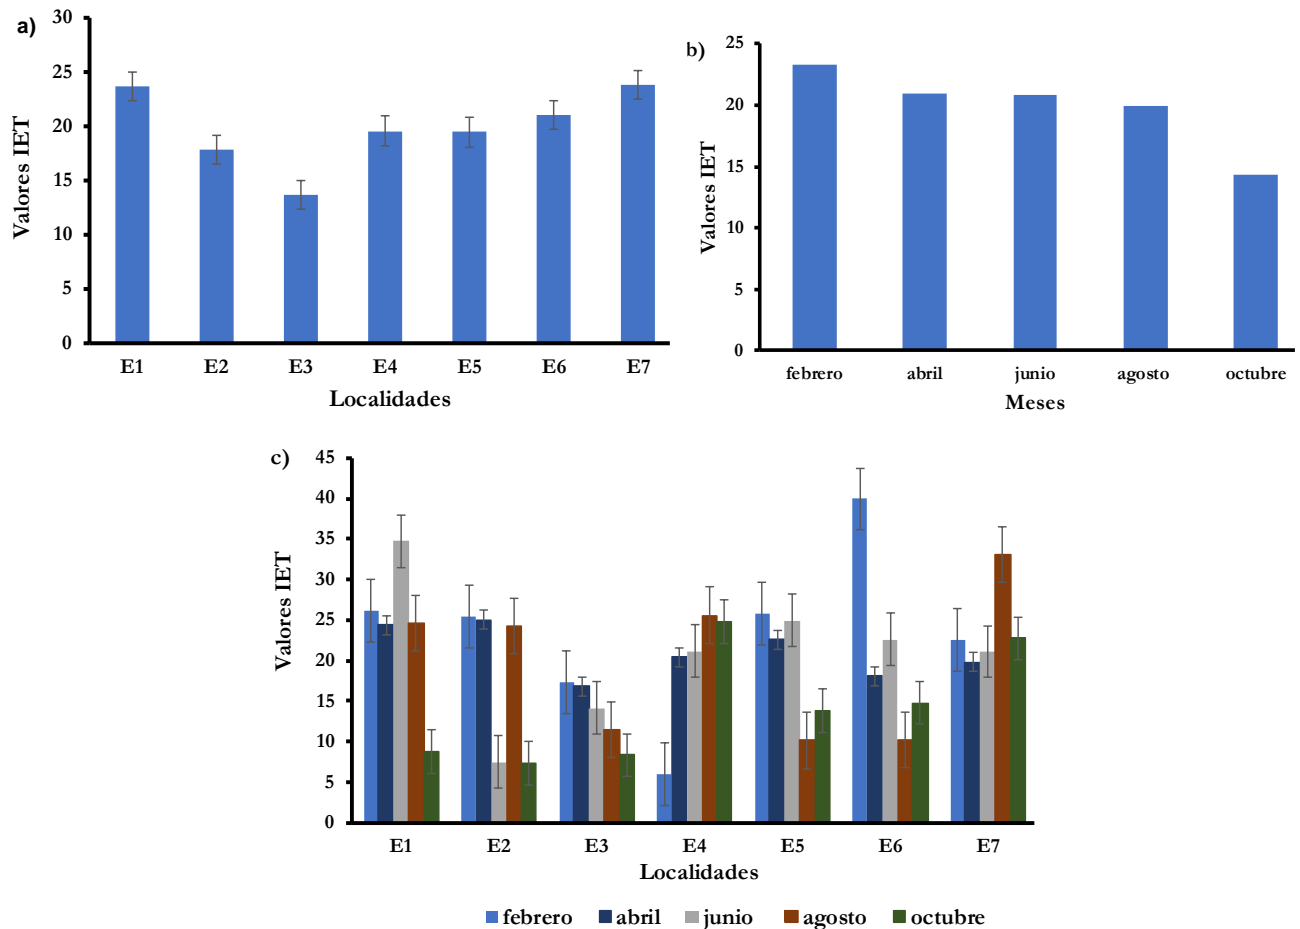 a)
Valores IET
30
25
20
15
10
5
0
E1 E2 E3 E4 E5 E6 E7
Localidades
b)
Valores IET
25
20
15
10
5
0
febrero abril junio agosto octubre
Meses
c)
Valores IET
45
40
35
30
25
20
15
10
5
0
E1 E2 E3 E4 E5 E6 E7
Localidades
febrero abril junio agosto octubre